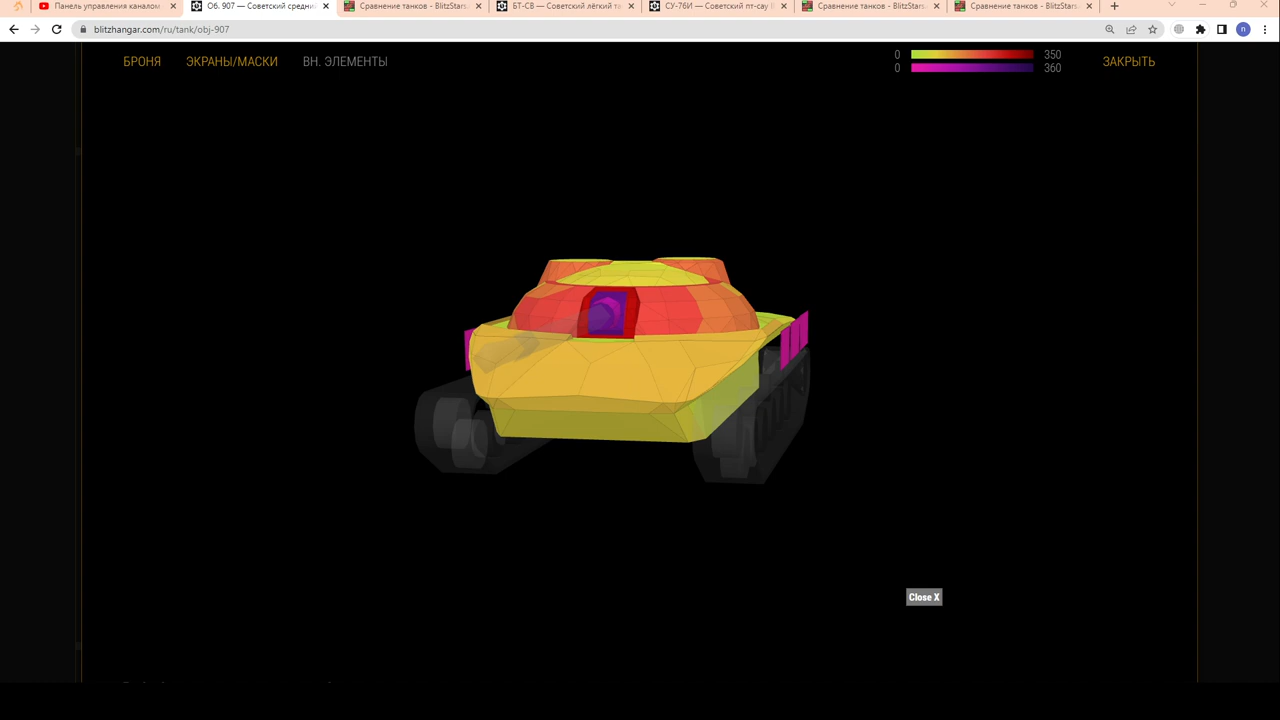 Панель управления каналом
Об. 907 — Советский средний
Сравнение танков - BlitzStars
БТ-СВ — Советский лёгкий та
СУ-76И — Советский пт-сау II
Сравнение танков - BlitzStars
Сравнение танков - BlitzStars
blitzhangar.com/ru/tank/obj-907
n
БРОНЯ ЭКРАНЫ/МАСКИ ВН. ЭЛЕМЕНТЫ
0 350
0 360
ЗАКРЫТЬ
Close X